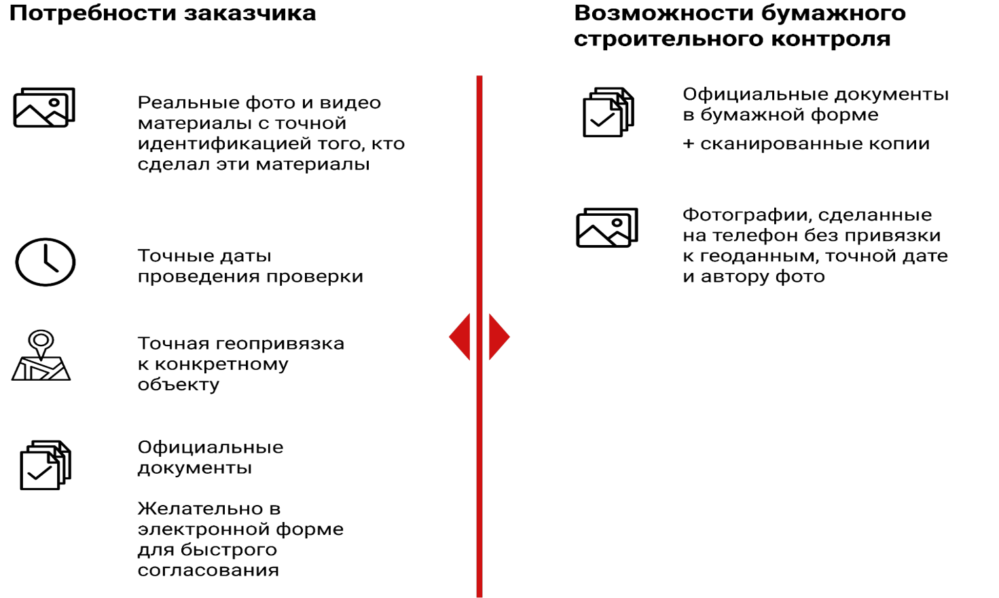 Потребности заказчика
Реальные фото и видео
материалы с точной
идентификацией того, кто
сделал эти материалы
Точные даты
проведения проверки
Точная геопривязка
к конкретному
объекту
Официальные
документы
Желательно в
электронной форме
для быстрого
согласования
Возможности бумажного
строительного контроля
Официальные документы
в бумажной форме
+ сканированные копии
Фотографии, сделанные
на телефон без привязки
к геоданным, точной дате
и автору фото